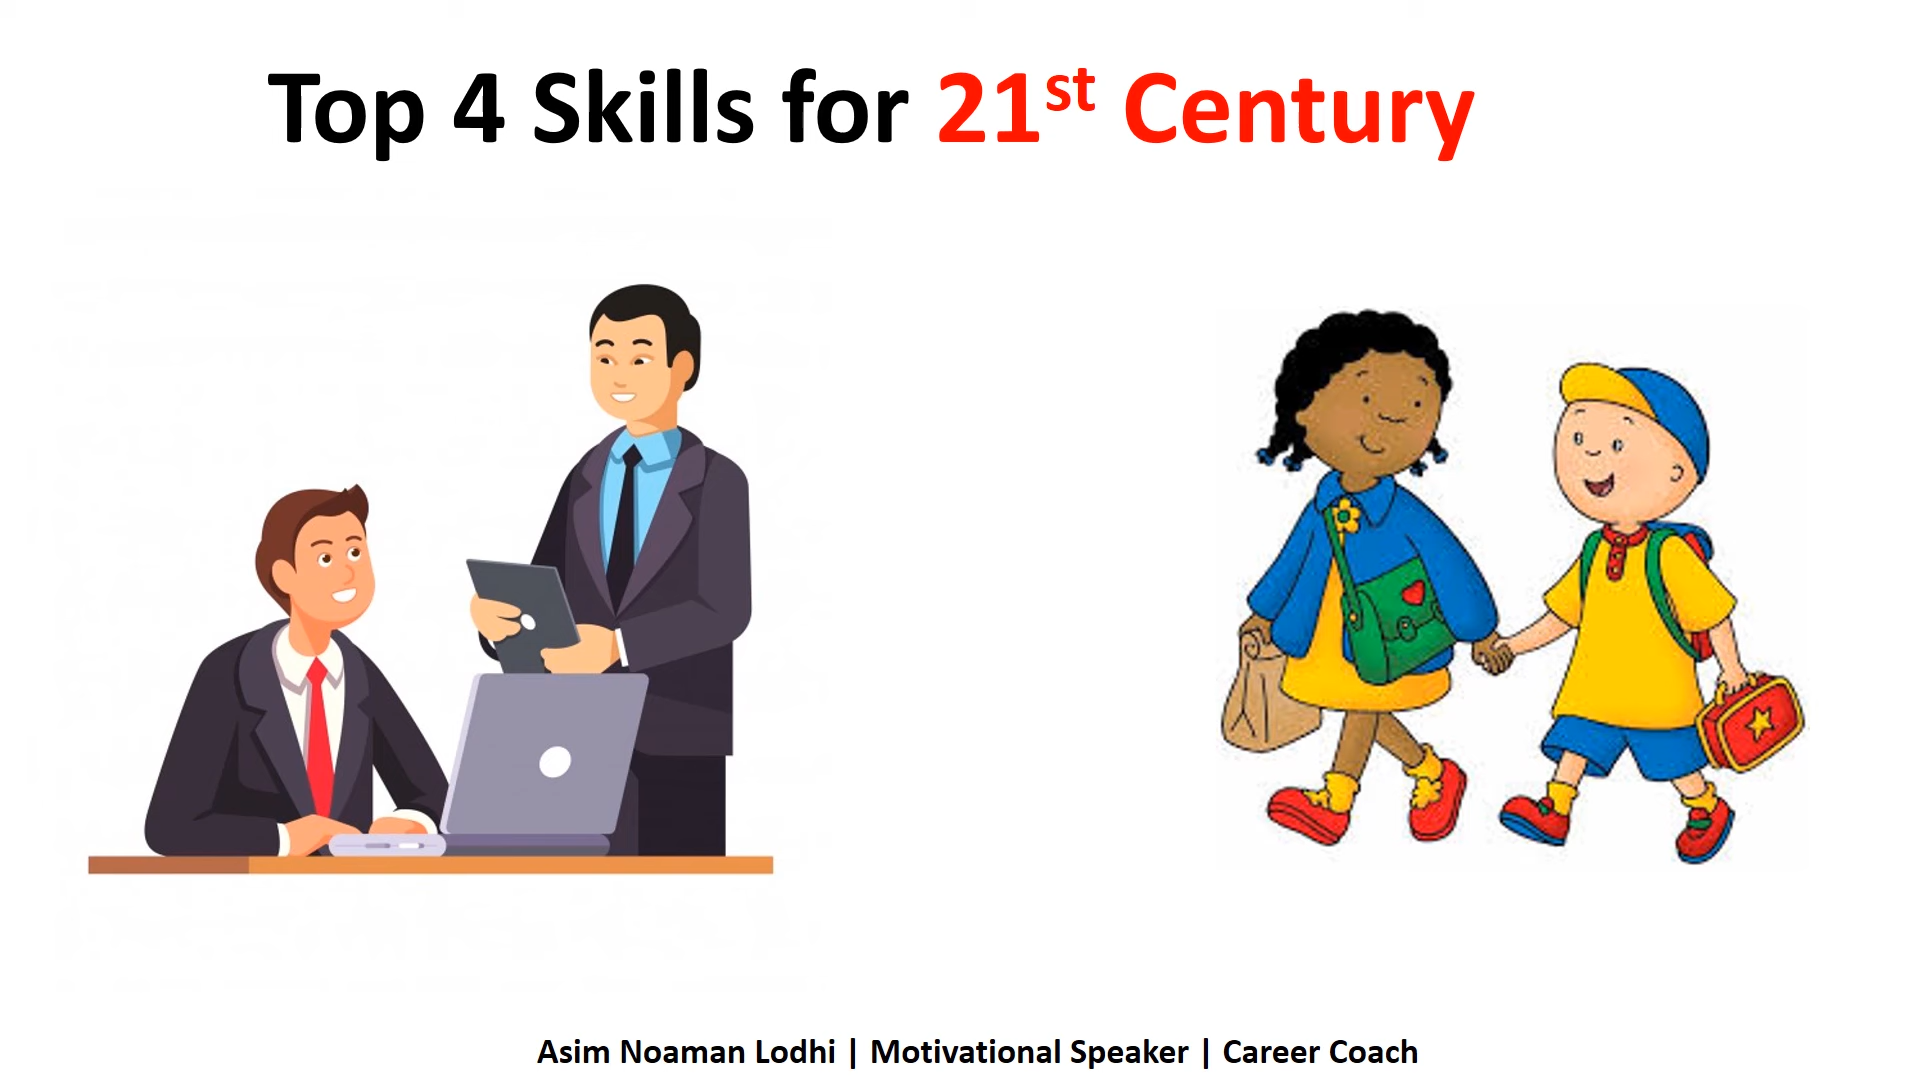 Top 4 Skills for 21st Century
Asim Noaman Lodhi | Motivational Speaker | Career Coach